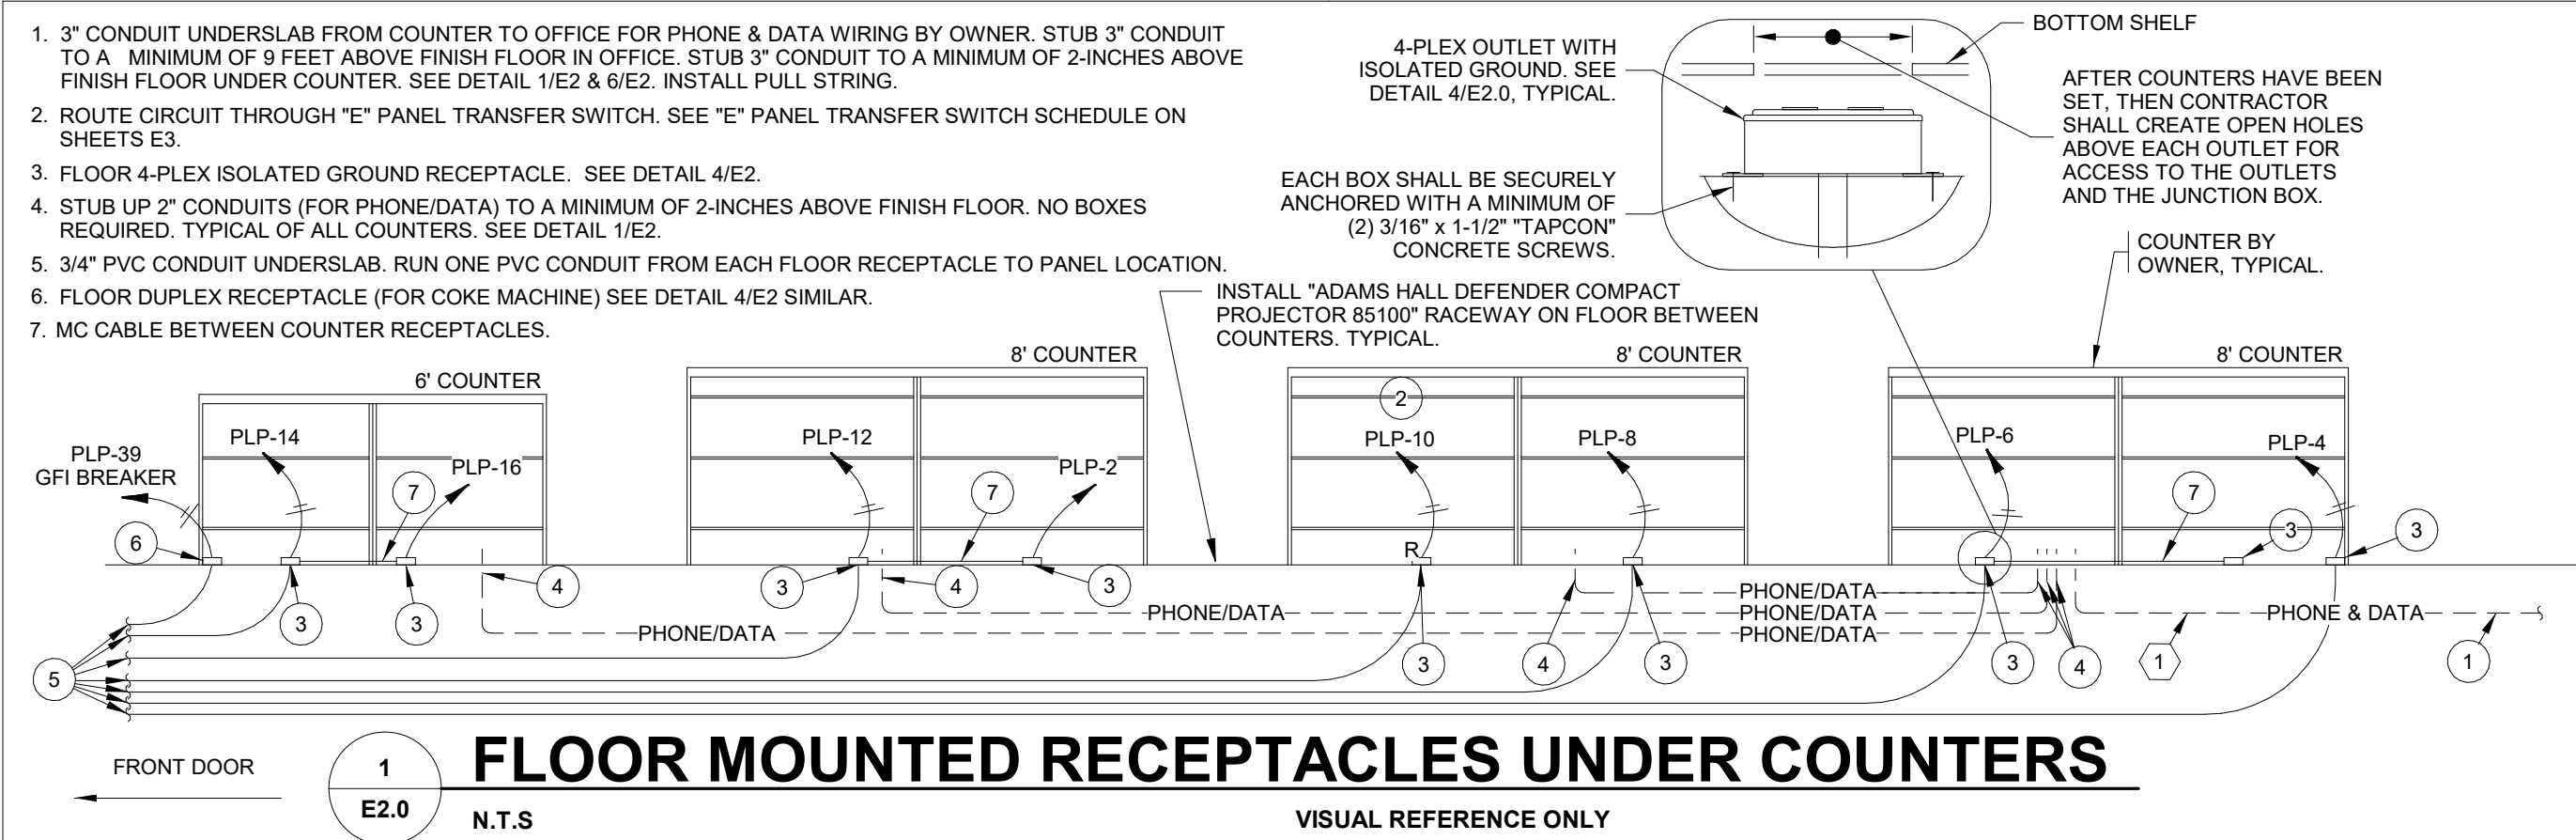 1. 3" CONDUIT UNDERSLAB FROM COUNTER TO OFFICE FOR PHONE & DATA WIRING BY OWNER. STUB 3" CONDUIT
TO A MINIMUM OF 9 FEET ABOVE FINISH FLOOR IN OFFICE. STUB 3" CONDUIT TO A MINIMUM OF 2-INCHES ABOVE
FINISH FLOOR UNDER COUNTER. SEE DETAIL 1/E2 & 6/E2. INSTALL PULL STRING.
2. ROUTE CIRCUIT THROUGH "E" PANEL TRANSFER SWITCH. SEE "E" PANEL TRANSFER SWITCH SCHEDULE ON
SHEETS E3.
3. FLOOR 4-PLEX ISOLATED GROUND RECEPTACLE. SEE DETAIL 4/E2.
4. STUB UP 2" CONDUITS (FOR PHONE/DATA) TO A MINIMUM OF 2-INCHES ABOVE FINISH FLOOR. NO BOXES
REQUIRED. TYPICAL OF ALL COUNTERS. SEE DETAIL 1/E2.
5. 3/4" PVC CONDUIT UNDERSLAB. RUN ONE PVC CONDUIT FROM EACH FLOOR RECEPTACLE TO PANEL LOCATION.
6. FLOOR DUPLEX RECEPTACLE (FOR COKE MACHINE) SEE DETAIL 4/E2 SIMILAR.
7. MC CABLE BETWEEN COUNTER RECEPTACLES.
4-PLEX OUTLET WITH
ISOLATED GROUND. SEE
DETAIL 4/E2.0, TYPICAL.
EACH BOX SHALL BE SECURELY
ANCHORED WITH A MINIMUM OF
(2) 3/16" x 1-1/2" "TAPCON"
CONCRETE SCREWS.
BOTTOM SHELF
AFTER COUNTERS HAVE BEEN
SET, THEN CONTRACTOR
SHALL CREATE OPEN HOLES
ABOVE EACH OUTLET FOR
ACCESS TO THE OUTLETS
AND THE JUNCTION BOX.
COUNTER BY
OWNER, TYPICAL.
INSTALL "ADAMS HALL DEFENDER COMPACT
PROJECTOR 85100" RACEWAY ON FLOOR BETWEEN
COUNTERS. TYPICAL.
6' COUNTER
8' COUNTER
8' COUNTER
8' COUNTER
2
PLP-39
GFI BREAKER
PLP-14
PLP-16
PLP-12
PLP-2
PLP-10
PLP-8
PLP-6
PLP-4
7
7
7
6
R
3
3
4
3
4
3
3
3
PHONE/DATA
PHONE/DATA
PHONE/DATA
PHONE/DATA
PHONE/DATA
PHONE & DATA
5
3
4
3
3
4
1
1
FRONT DOOR
1
E2.0
FLOOR MOUNTED RECEPTACLES UNDER COUNTERS
N.T.S
VISUAL REFERENCE ONLY